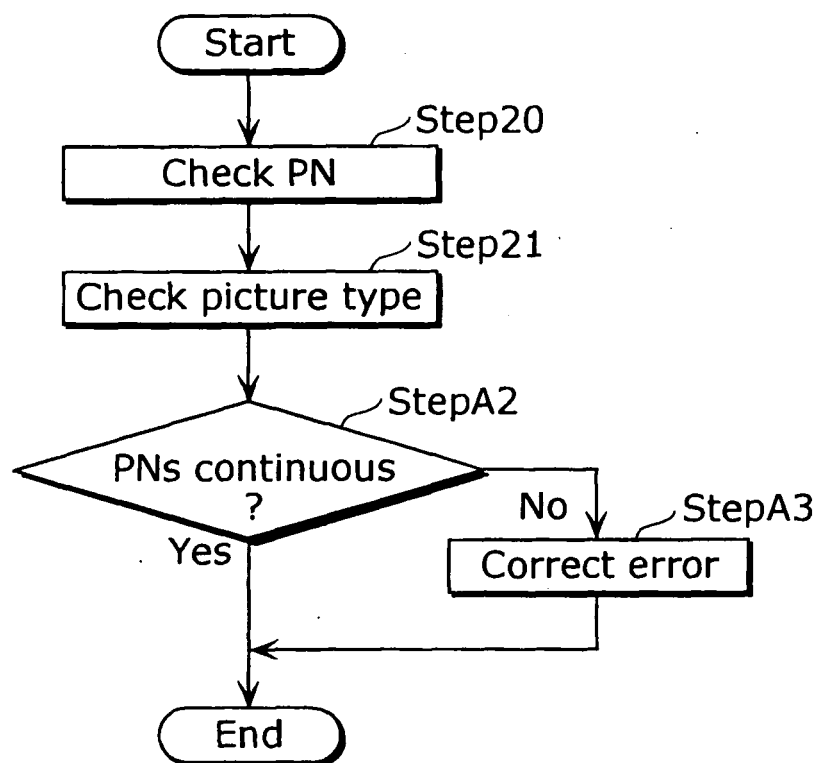 Start
Step20
Check PN
Step21
Check picture type
StepA2
PNs continuous
?
No
StepA3
Yes
Correct error
End